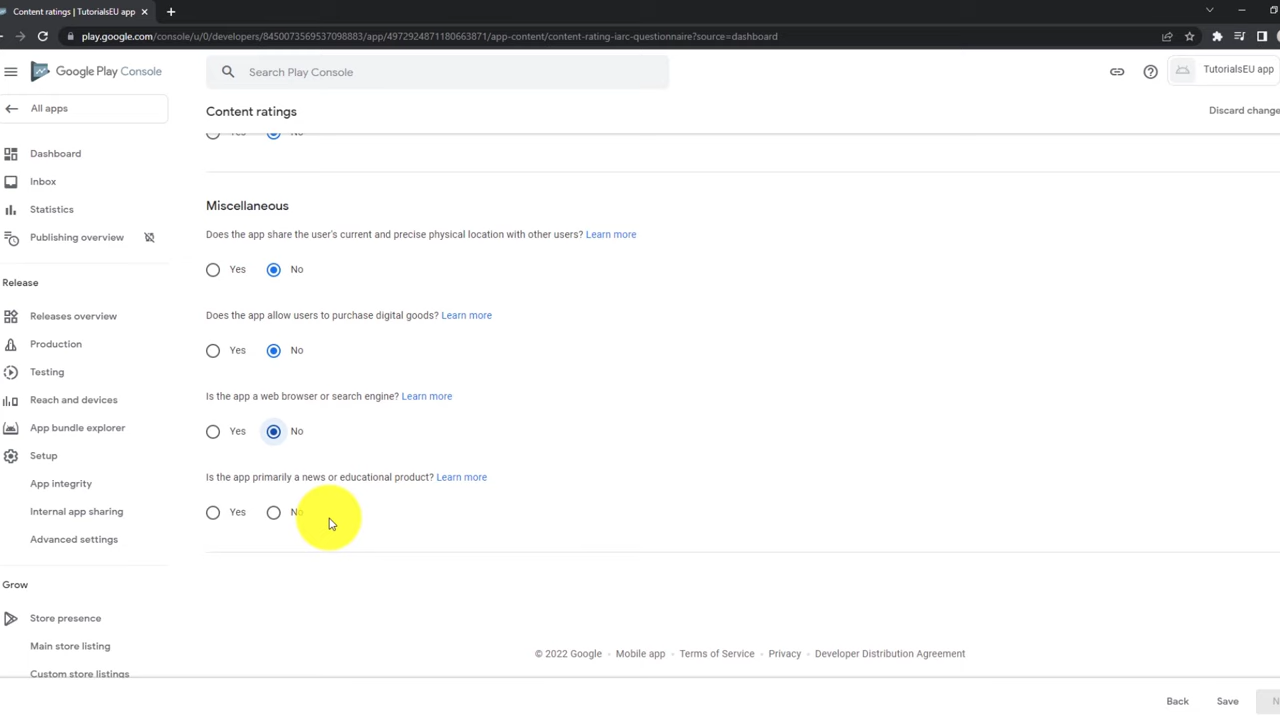 Content ratings | TutorialsEU app
play.google.com/console/u/0/developers/8450073569537098883/app/4972924871180663871/app-content/content-rating-iarc-questionnaire?source=dashboard
Google Play Console
Search Play Console
TutorialsEU app
All apps
Content ratings
Discard change
Dashboard
Inbox
Statistics
Publishing overview
Release
Releases overview
Production
Testing
Reach and devices
App bundle explorer
Setup
App integrity
Internal app sharing
Advanced settings
Grow
Store presence
Main store listing
Custom store listings
Yes No
Miscellaneous
Does the app share the user's current and precise physical location with other users? Learn more
Yes No
Does the app allow users to purchase digital goods? Learn more
Yes No
Is the app a web browser or search engine? Learn more
Yes No
Is the app primarily a news or educational product? Learn more
Yes No
© 2022 Google Mobile app Terms of Service Privacy Developer Distribution Agreement
Back Save N